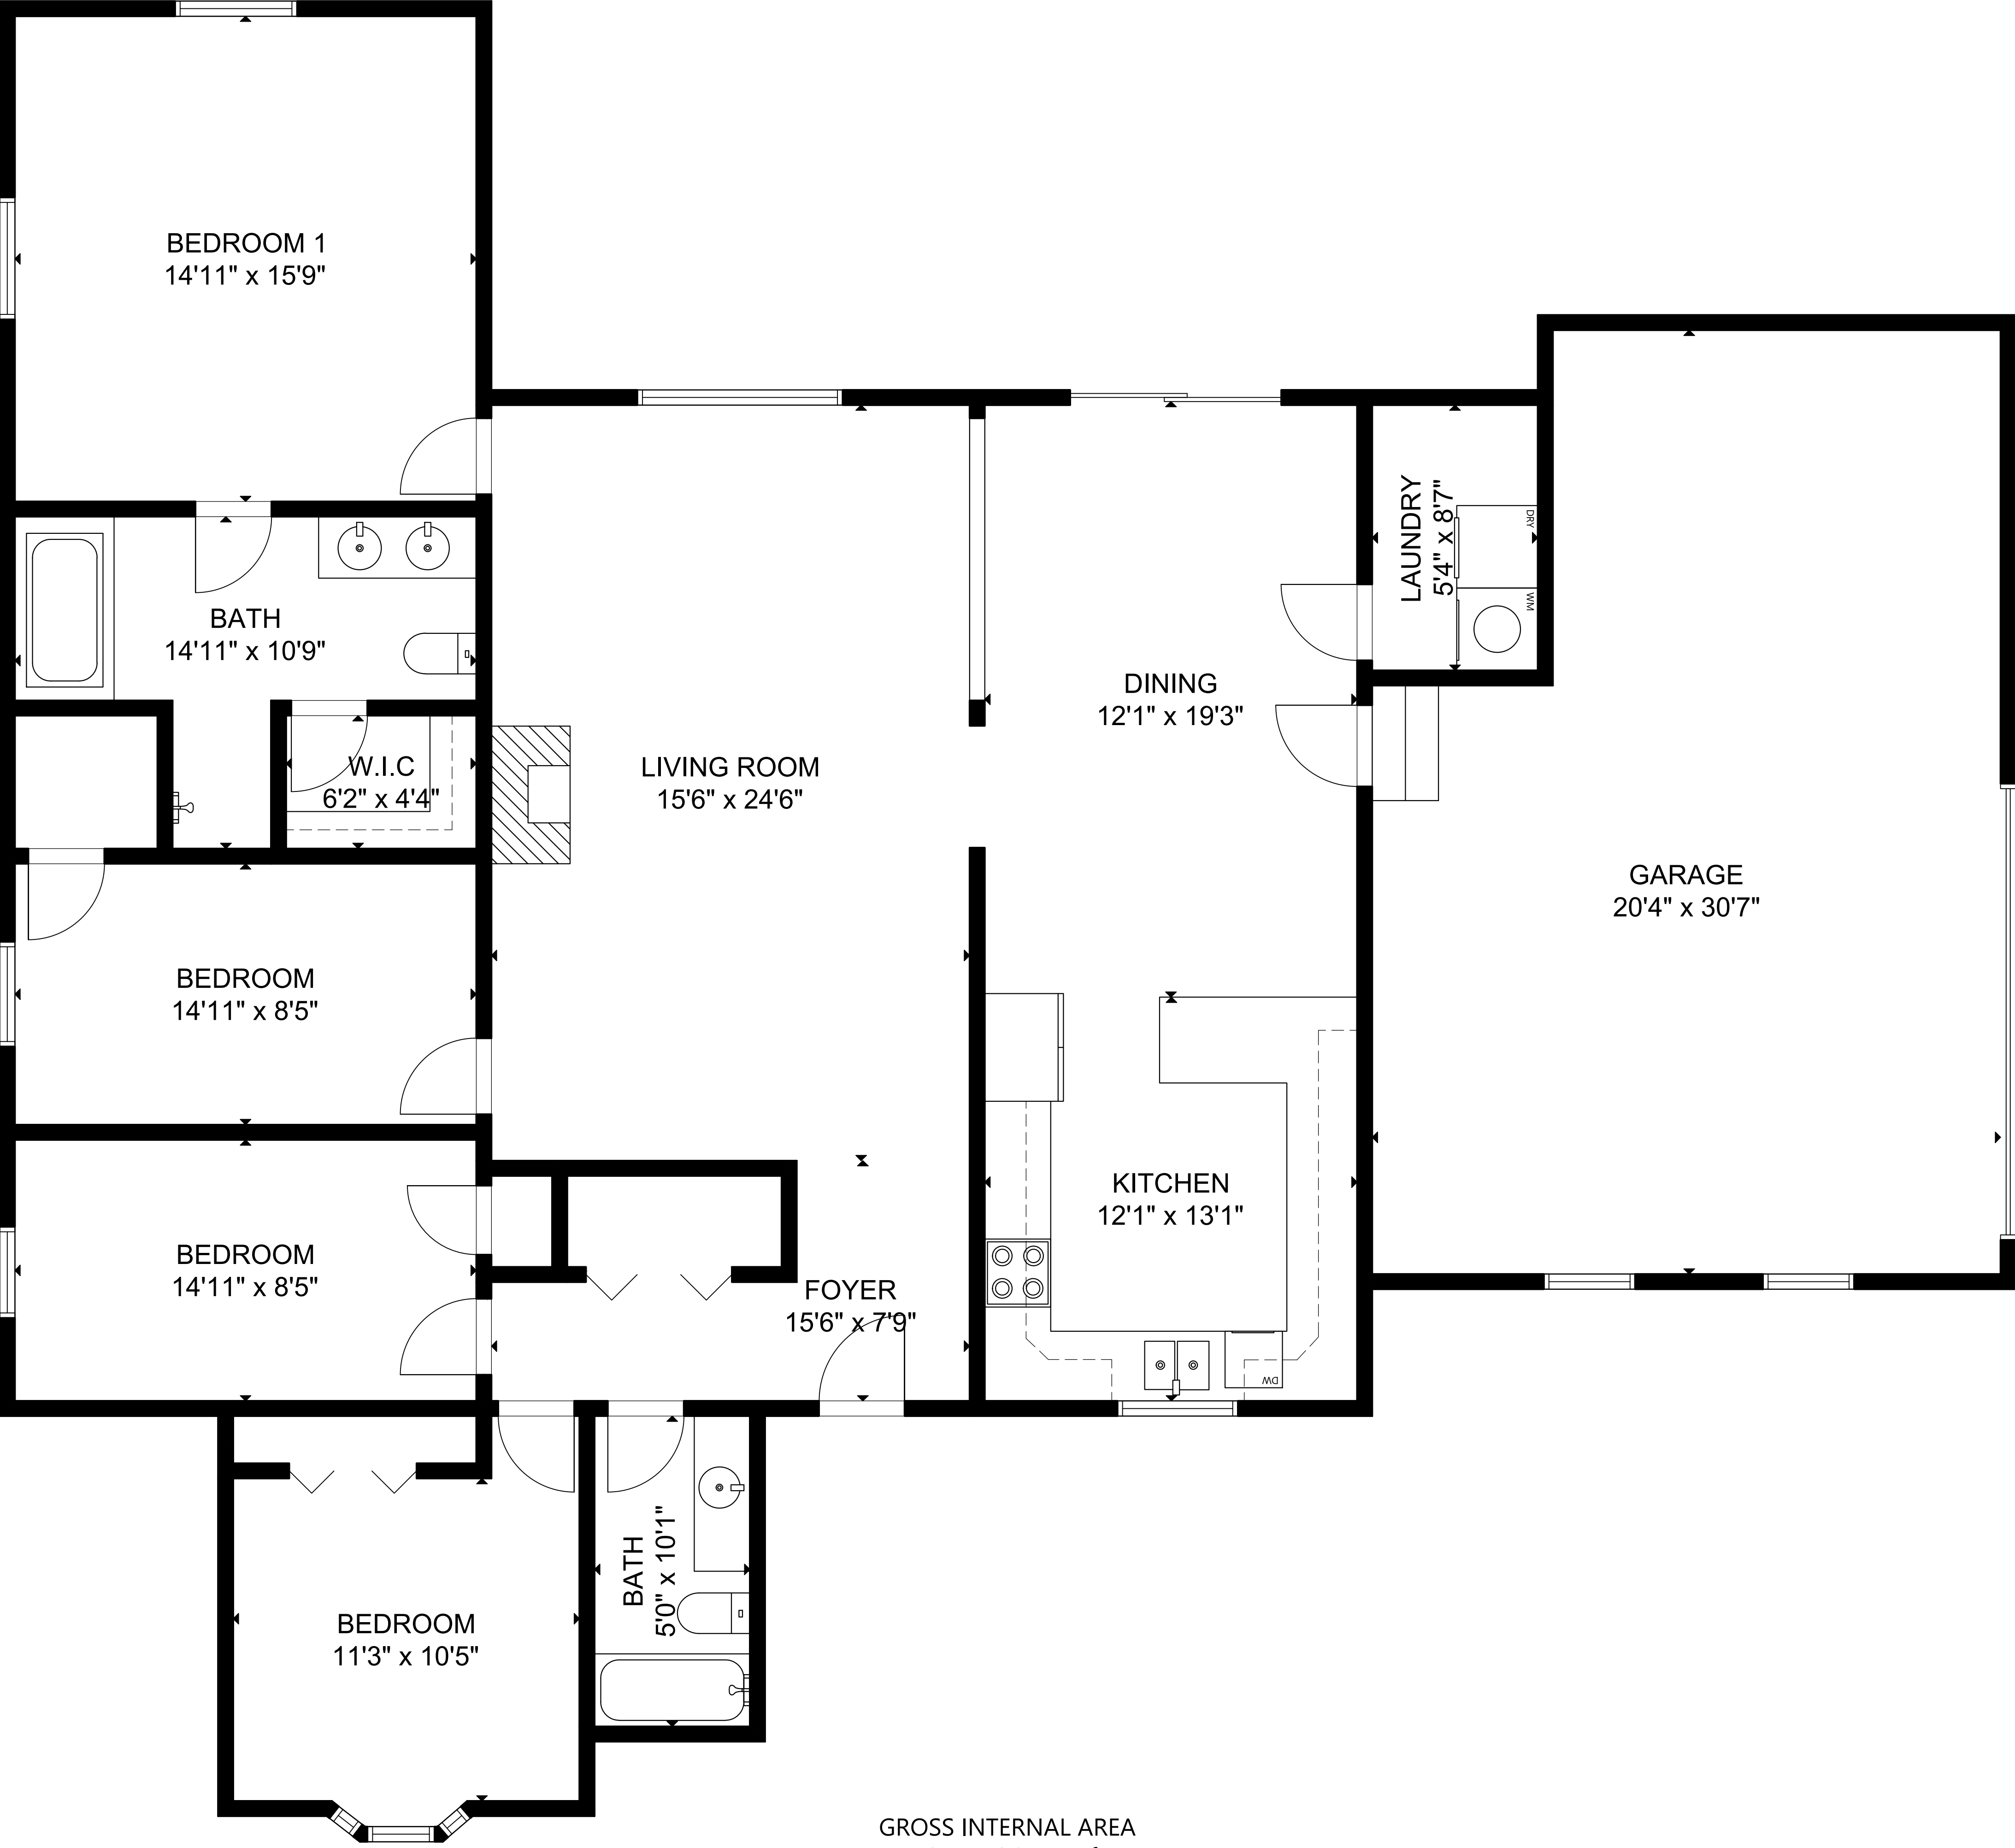 BEDROOM 1
14'11" x 15'9"
BATH
14'11" x 10'9"
W.I.C
6'2" x 4'4"
LIVING ROOM
15'6" x 24'6"
DINING
12'1" x 19'3"
LAUNDRY
5'4" x 8'7"
DRY
WM
GARAGE
20'4" x 30'7"
BEDROOM
14'11" x 8'5"
KITCHEN
12'1" x 13'1"
BEDROOM
14'11" x 8'5"
FOYER
15'6" x 7'9"
DW
BATH
5'0" x 10'1"
BEDROOM
11'3" x 10'5"
GROSS INTERNAL AREA